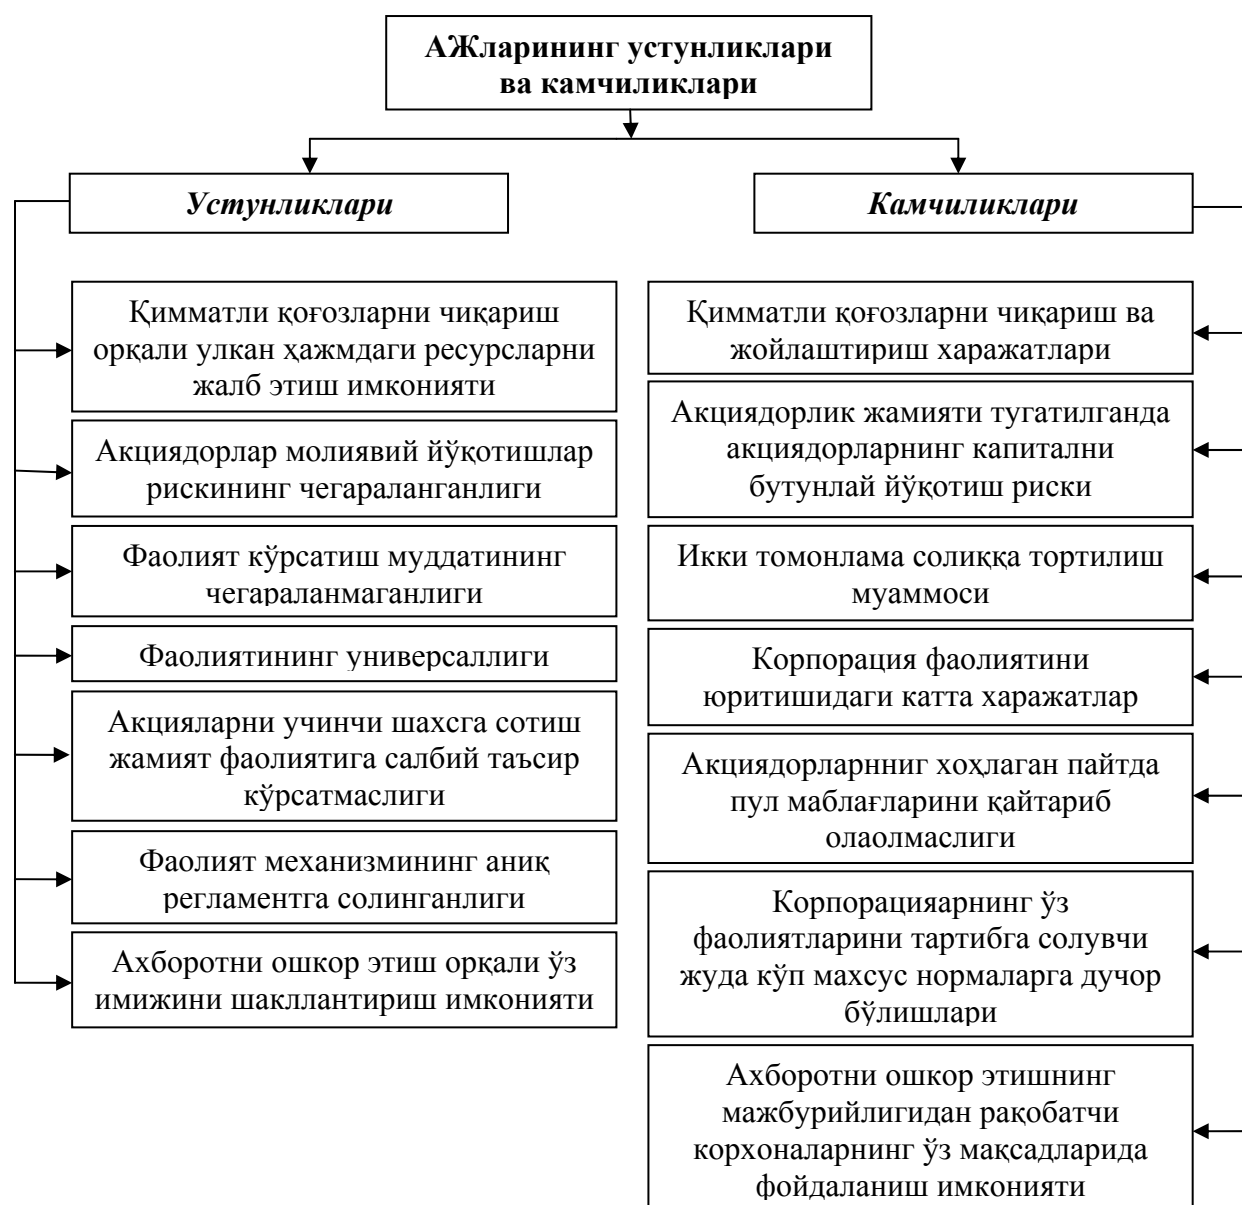 АЖларининг устунликлари
ва камчиликлари
Устунликлари
Камчиликлари
Қимматли қоғозларни чиқариш
орқали улкан ҳажмдаги ресурсларни
жалб этиш имконияти
Акциядорлар молиявий йўқотишлар
рискининг чегараланганлиги
Фаолият кўрсатиш муддатининг
чегараланмаганлиги
Фаолиятининг универсаллиги
Акцияларни учинчи шахсга сотиш
жамият фаолиятига салбий таъсир
кўрсатмаслиги
Фаолият механизмининг аниқ
регламентга солинганлиги
Ахборотни ошкор этиш орқали ўз
имижини шакллантириш имконияти
Қимматли қоғозларни чиқариш ва
жойлаштириш харажатлари
Акциядорлик жамияти тугатилганда
акциядорларнинг капитални
бутунлай йўқотиш риски
Икки томонлама солиққа тортилиш
муаммоси
Корпорация фаолиятини
юритишидаги катта харажатлар
Акциядорларнниг хоҳлаган пайтда
пул маблағларини қайтариб
олаолмаслиги
Корпорацияарнинг ўз
фаолиятларини тартибга солувчи
жуда кўп махсус нормаларга дучор
бўлишлари
Ахборотни ошкор этишнинг
мажбурийлигидан рақобатчи
корхоналарнинг ўз мақсадларида
фойдаланиш имконияти